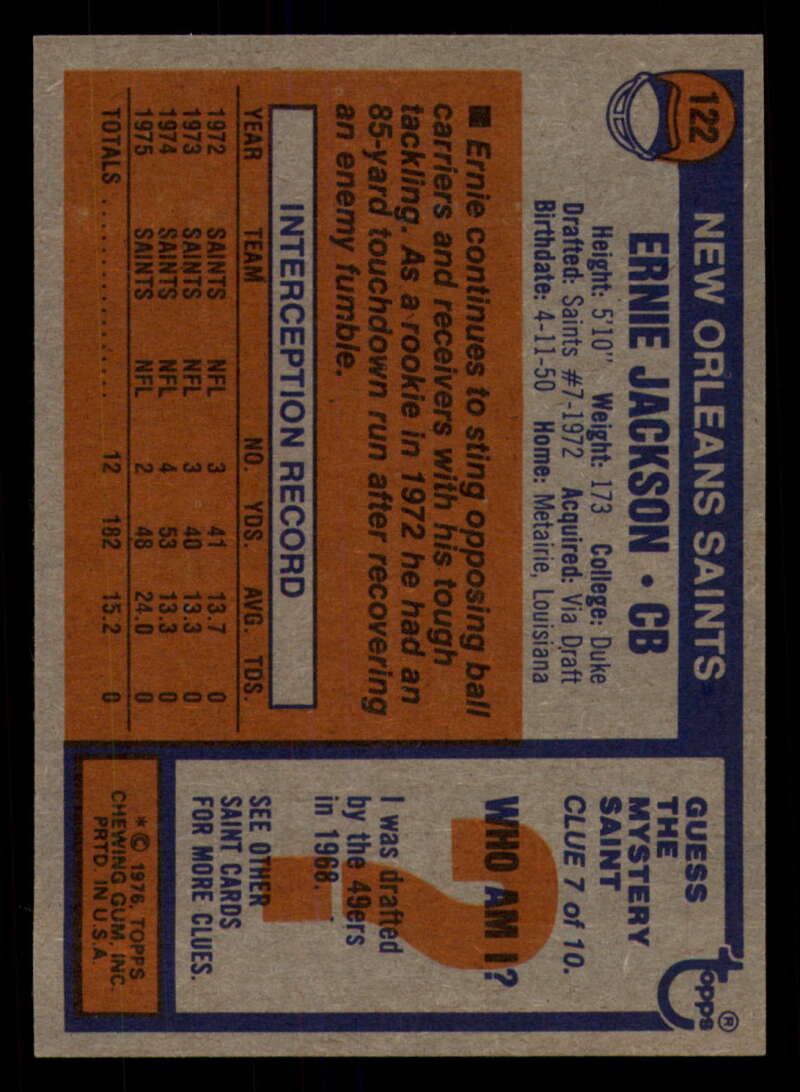 122
NEW ORLEANS SAINTS
ERNIE JACKSON • CB
Height: 5'10" Weight: 173 College: Duke
Drafted: Saints #7-1972 Acquired: Via Draft
Birthdate: 4-11-50 Home: Metairie, Louisiana
■ Ernie continues to sting opposing ball
carriers and receivers with his tough
tackling. As a rookie in 1972 he had an
85-yard touchdown run after recovering
an enemy fumble.
INTERCEPTION RECORD
YEAR TEAM NO. YDS. AVG. TDS.
1972 SAINTS NFL 3 41 13.7 0
1973 SAINTS NFL 3 40 13.3 0
1974 SAINTS NFL 4 53 13.3 0
1975 SAINTS NFL 2 48 24.0 0
TOTALS .................... 12 182 15.2 0
topps®
GUESS
THE
MYSTERY
SAINT
CLUE 7 of 10.
?
WHO AM I?
I was drafted
by the 49ers
in 1968.
SEE OTHER
SAINT CARDS
FOR MORE CLUES.
*© 1976, TOPPS
CHEWING GUM, INC.
PRTD. IN U.S.A.